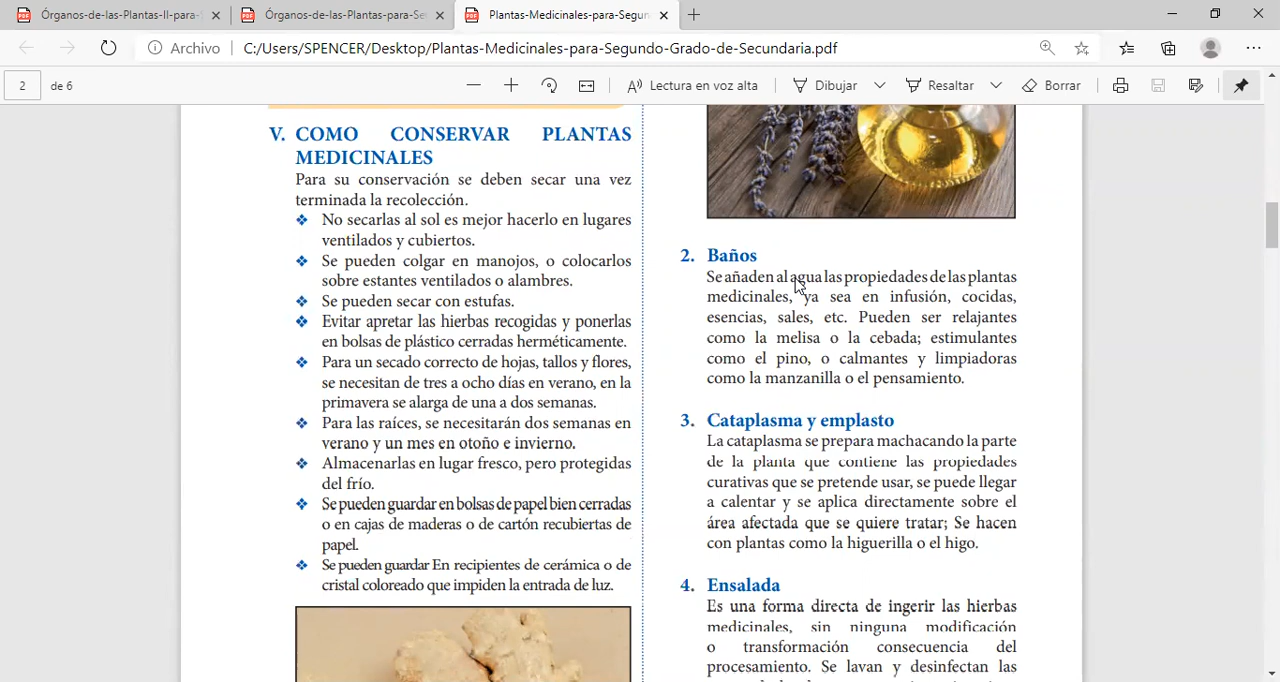 Órganos-de-las-Plantas-II-para-
Órganos-de-las-Plantas-para-Se
Plantas-Medicinales-para-Segun
Archivo
C:/Users/SPENCER/Desktop/Plantas-Medicinales-para-Segundo-Grado-de-Secundaria.pdf
2 de 6
Lectura en voz alta
Dibujar
Resaltar
Borrar
V. COMO CONSERVAR PLANTAS
MEDICINALES
Para su conservación se deben secar una vez
terminada la recolección.
❖ No secarlas al sol es mejor hacerlo en lugares
ventilados y cubiertos.
❖ Se pueden colgar en manojos, o colocarlos
sobre estantes ventilados o alambres.
❖ Se pueden secar con estufas.
❖ Evitar apretar las hierbas recogidas y ponerlas
en bolsas de plástico cerradas herméticamente.
❖ Para un secado correcto de hojas, tallos y flores,
se necesitan de tres a ocho días en verano, en la
primavera se alarga de una a dos semanas.
❖ Para las raíces, se necesitarán dos semanas en
verano y un mes en otoño e invierno.
❖ Almacenarlas en lugar fresco, pero protegidas
del frío.
❖ Se pueden guardar en bolsas de papel bien cerradas
o en cajas de maderas o de cartón recubiertas de
papel.
❖ Se pueden guardar En recipientes de cerámica o de
cristal coloreado que impiden la entrada de luz.
2. Baños
Se añaden al agua las propiedades de las plantas
medicinales, ya sea en infusión, cocidas,
esencias, sales, etc. Pueden ser relajantes
como la melisa o la cebada; estimulantes
como el pino, o calmantes y limpiadoras
como la manzanilla o el pensamiento.
3. Cataplasma y emplasto
La cataplasma se prepara machacando la parte
de la planta que contiene las propiedades
curativas que se pretende usar, se puede llegar
a calentar y se aplica directamente sobre el
área afectada que se quiere tratar; Se hacen
con plantas como la higuerilla o el higo.
4. Ensalada
Es una forma directa de ingerir las hierbas
medicinales, sin ninguna modificación
o transformación consecuencia del
procesamiento. Se lavan y desinfectan las